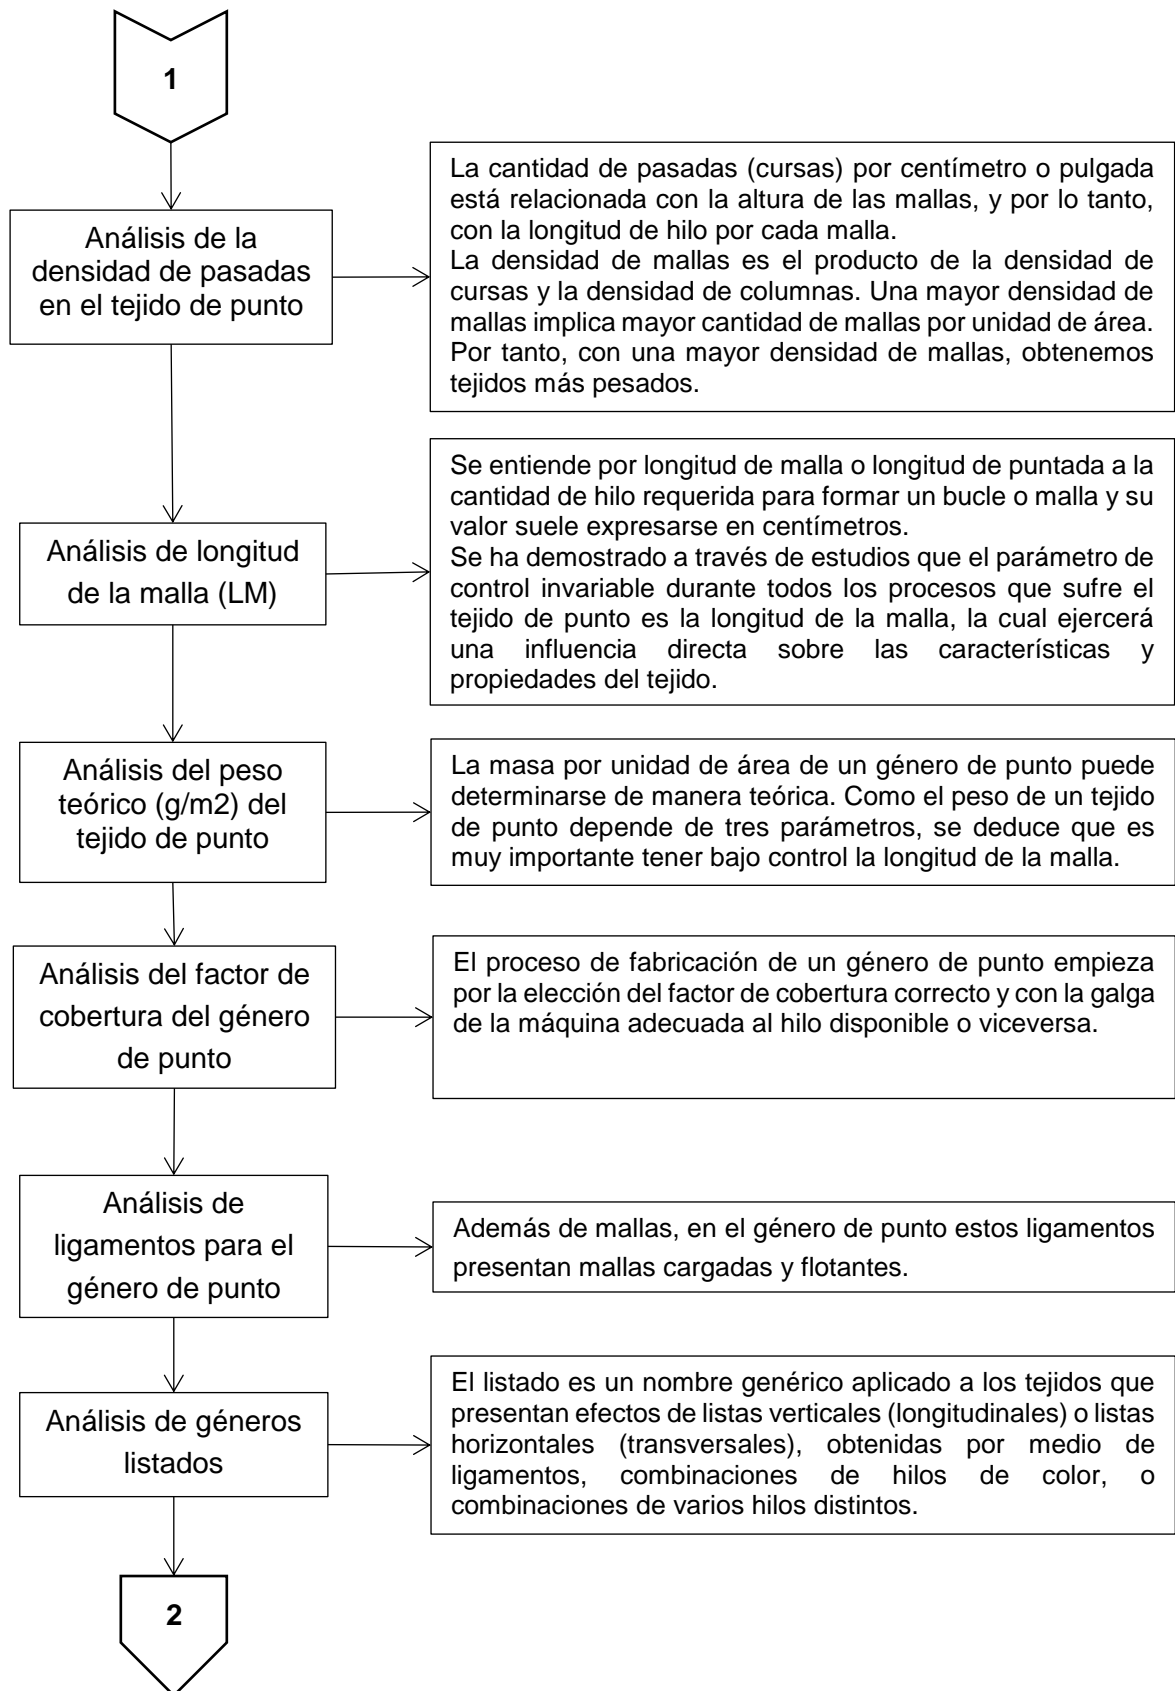 1
Análisis de la
densidad de pasadas
en el tejido de punto
La cantidad de pasadas (cursas) por centímetro o pulgada
está relacionada con la altura de las mallas, y por lo tanto,
con la longitud de hilo por cada malla.
La densidad de mallas es el producto de la densidad de
cursas y la densidad de columnas. Una mayor densidad de
mallas implica mayor cantidad de mallas por unidad de área.
Por tanto, con una mayor densidad de mallas, obtenemos
tejidos más pesados.
Análisis de longitud
de la malla (LM)
Se entiende por longitud de malla o longitud de puntada a la
cantidad de hilo requerida para formar un bucle o malla y su
valor suele expresarse en centímetros.
Se ha demostrado a través de estudios que el parámetro de
control invariable durante todos los procesos que sufre el
tejido de punto es la longitud de la malla, la cual ejercerá
una influencia directa sobre las características y
propiedades del tejido.
Análisis del peso
teórico (g/m2) del
tejido de punto
La masa por unidad de área de un género de punto puede
determinarse de manera teórica. Como el peso de un tejido
de punto depende de tres parámetros, se deduce que es
muy importante tener bajo control la longitud de la malla.
Análisis del factor de
cobertura del género
de punto
El proceso de fabricación de un género de punto empieza
por la elección del factor de cobertura correcto y con la galga
de la máquina adecuada al hilo disponible o viceversa.
Análisis de
ligamentos para el
género de punto
Además de mallas, en el género de punto estos ligamentos
presentan mallas cargadas y flotantes.
Análisis de géneros
listados
El listado es un nombre genérico aplicado a los tejidos que
presentan efectos de listas verticales (longitudinales) o listas
horizontales (transversales), obtenidas por medio de
ligamentos, combinaciones de hilos de color, o
combinaciones de varios hilos distintos.
2